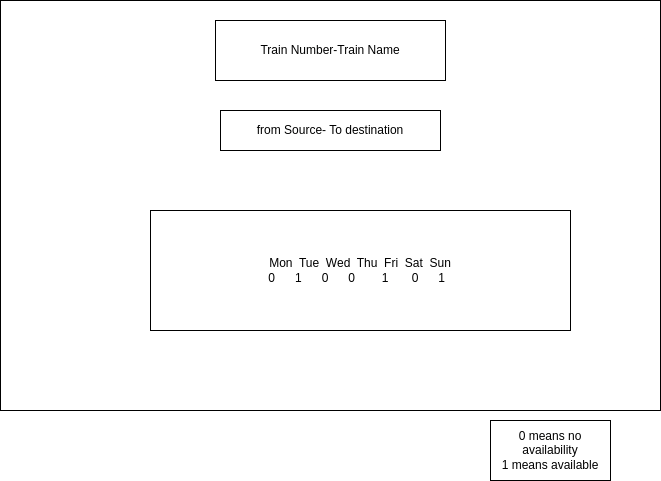 Train Number-Train Name
from Source- To destination
Mon Tue Wed Thu Fri Sat Sun
0 1 0 0 1 0 1
0 means no
availability
1 means available